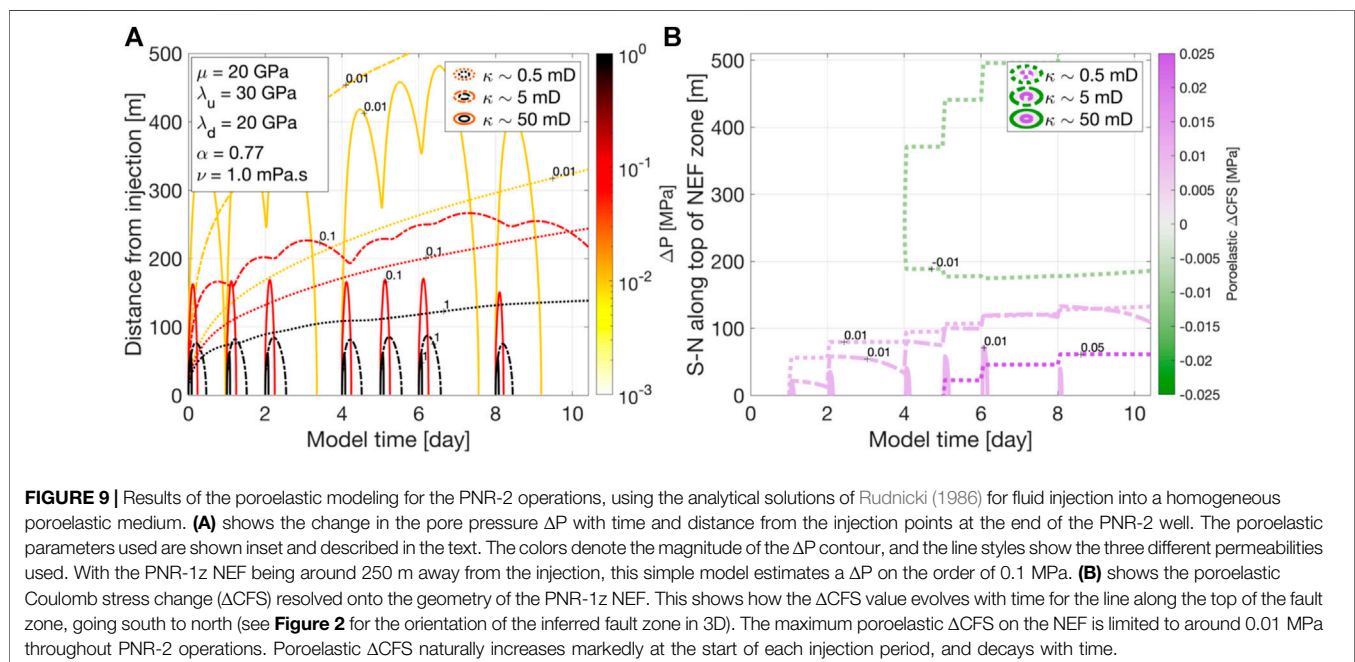 A
500
400
300
200
100
0
Distance from injection [m]
0 2 4 6 8 10
Model time [day]
μ = 20 GPa
λu = 30 GPa
λd = 20 GPa
α = 0.77
ν = 1.0 mPa.s
κ ~ 0.5 mD
κ ~ 5 mD
κ ~ 50 mD
0.01
0.01
0.01
0.1
0.1
0.1
1
1
1
10^0
10^-1
10^-2
10^-3
ΔP [MPa]
B
500
400
300
200
100
0
S-N along top of NEF zone [m]
0 2 4 6 8 10
Model time [day]
κ ~ 0.5 mD
κ ~ 5 mD
κ ~ 50 mD
-0.01
0.01
0.01
0.01
0.05
0.025
0.02
0.015
0.01
0.005
0
-0.005
-0.01
-0.015
-0.02
-0.025
Poroelastic ΔCFS [MPa]
FIGURE 9 | Results of the poroelastic modeling for the PNR-2 operations, using the analytical solutions of Rudnicki (1986) for fluid injection into a homogeneous
poroelastic medium. (A) shows the change in the pore pressure ΔP with time and distance from the injection points at the end of the PNR-2 well. The poroelastic
parameters used are shown inset and described in the text. The colors denote the magnitude of the ΔP contour, and the line styles show the three different permeabilities
used. With the PNR-1z NEF being around 250 m away from the injection, this simple model estimates a ΔP on the order of 0.1 MPa. (B) shows the poroelastic
Coulomb stress change (ΔCFS) resolved onto the geometry of the PNR-1z NEF. This shows how the ΔCFS value evolves with time for the line along the top of the fault
zone, going south to north (see Figure 2 for the orientation of the inferred fault zone in 3D). The maximum poroelastic ΔCFS on the NEF is limited to around 0.01 MPa
throughout PNR-2 operations. Poroelastic ΔCFS naturally increases markedly at the start of each injection period, and decays with time.